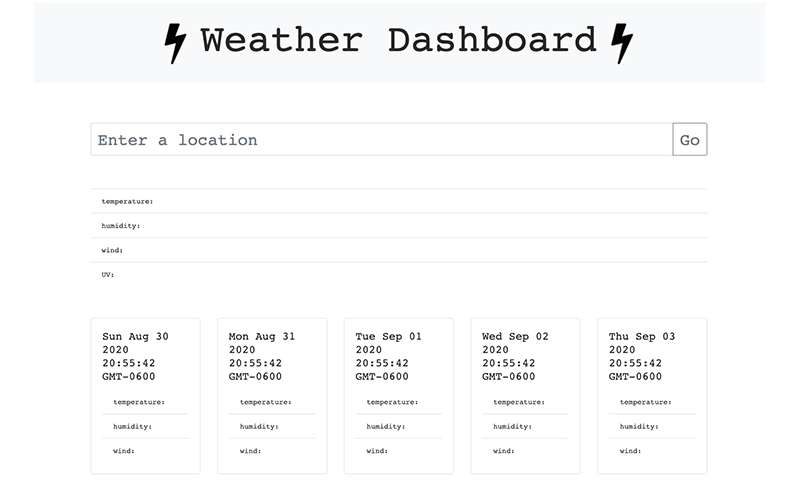 Weather Dashboard
Enter a location
Go
temperature:
humidity:
wind:
UV:
Sun Aug 30
2020
20:55:42
GMT-0600
temperature:
humidity:
wind:
Mon Aug 31
2020
20:55:42
GMT-0600
temperature:
humidity:
wind:
Tue Sep 01
2020
20:55:42
GMT-0600
temperature:
humidity:
wind:
Wed Sep 02
2020
20:55:42
GMT-0600
temperature:
humidity:
wind:
Thu Sep 03
2020
20:55:42
GMT-0600
temperature:
humidity:
wind: